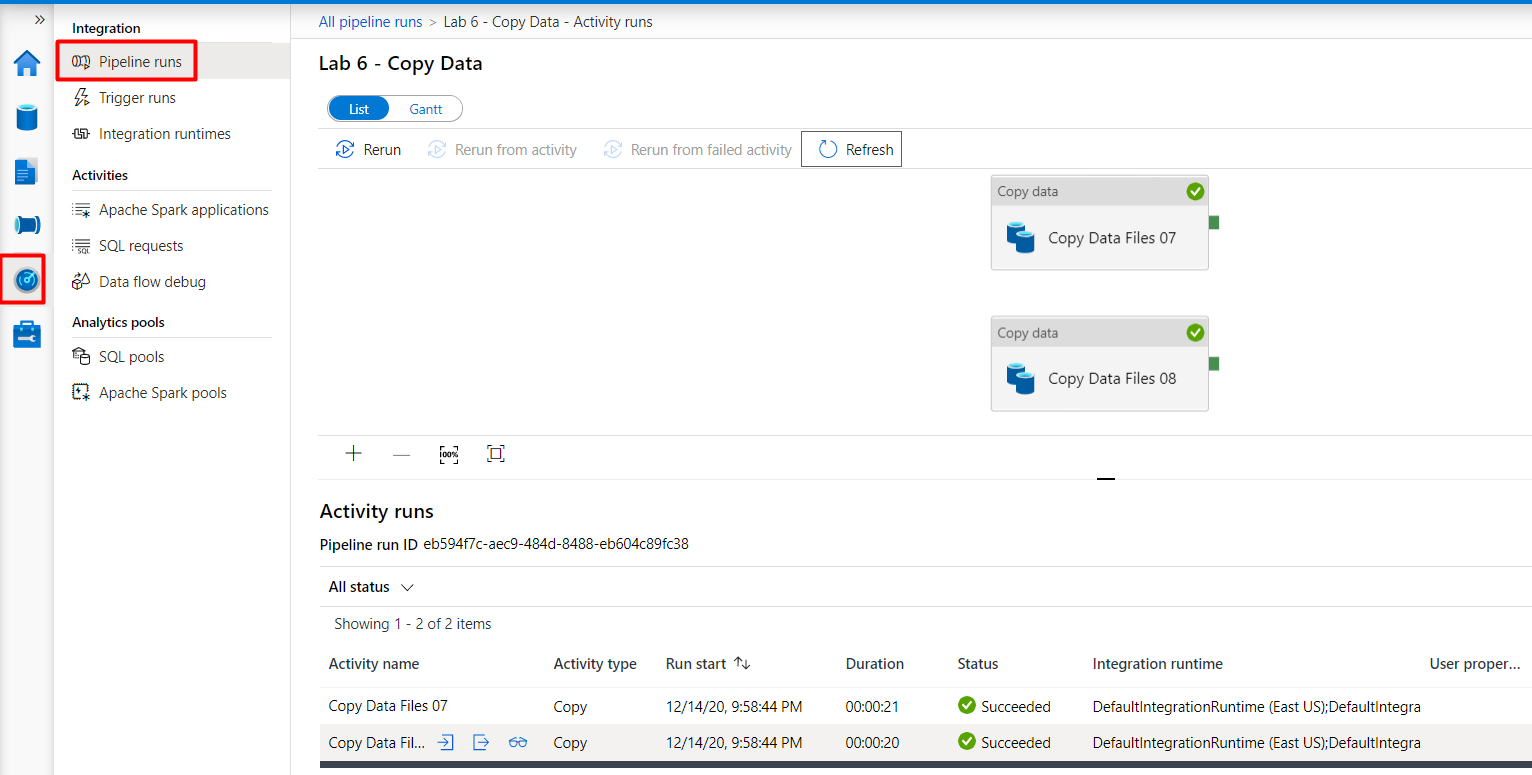 »
Integration
Pipeline runs
Trigger runs
Integration runtimes
Activities
Apache Spark applications
SQL requests
Data flow debug
Analytics pools
SQL pools
Apache Spark pools
All pipeline runs > Lab 6 - Copy Data - Activity runs
Lab 6 - Copy Data
List Gantt
Rerun Rerun from activity Rerun from failed activity Refresh
Copy data
Copy Data Files 07
Copy data
Copy Data Files 08
100%
Activity runs
Pipeline run ID eb594f7c-aec9-484d-8488-eb604c89fc38
All status
Showing 1 - 2 of 2 items
Activity name Activity type Run start Duration Status Integration runtime User proper...
Copy Data Files 07 Copy 12/14/20, 9:58:44 PM 00:00:21 Succeeded DefaultIntegrationRuntime (East US);DefaultIntegra
Copy Data Fil... Copy 12/14/20, 9:58:44 PM 00:00:20 Succeeded DefaultIntegrationRuntime (East US);DefaultIntegra